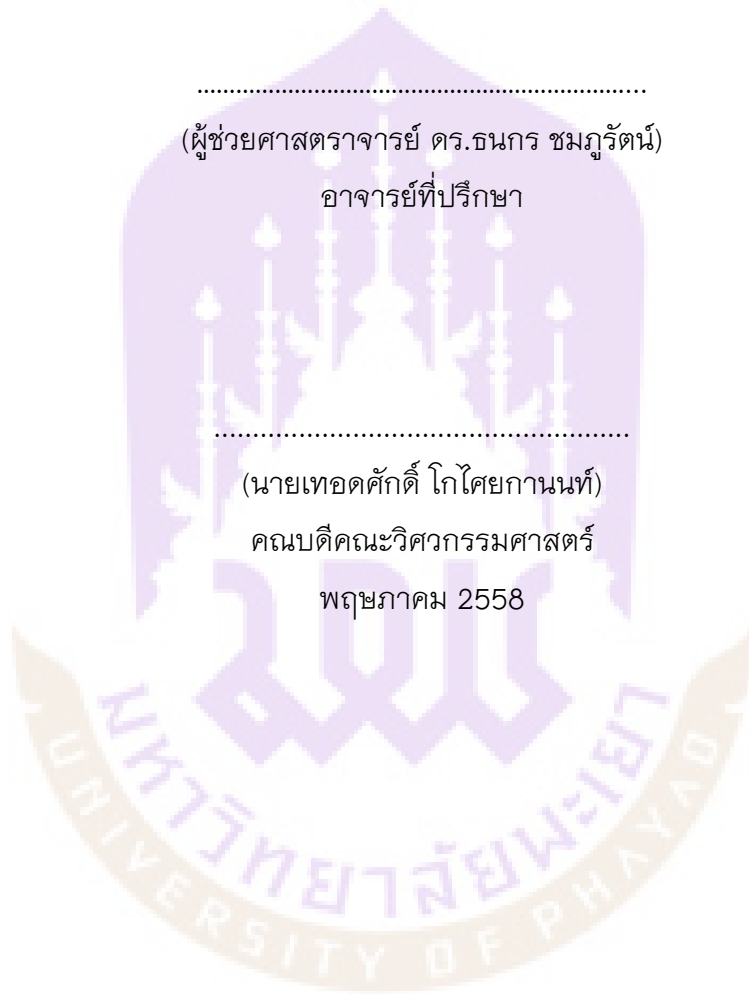 ................................................................
(ผู้ช่วยศาสตราจารย์ ดร.ธนกร ชมภูรัตน์)
อาจารย์ที่ปรึกษา
......................................................
(นายเทอดศักดิ์ โกไศยกานนท์)
คณบดีคณะวิศวกรรมศาสตร์
พฤษภาคม 2558
มหาวิทยาลัยพะเยา
UNIVERSITY OF PHAYAO